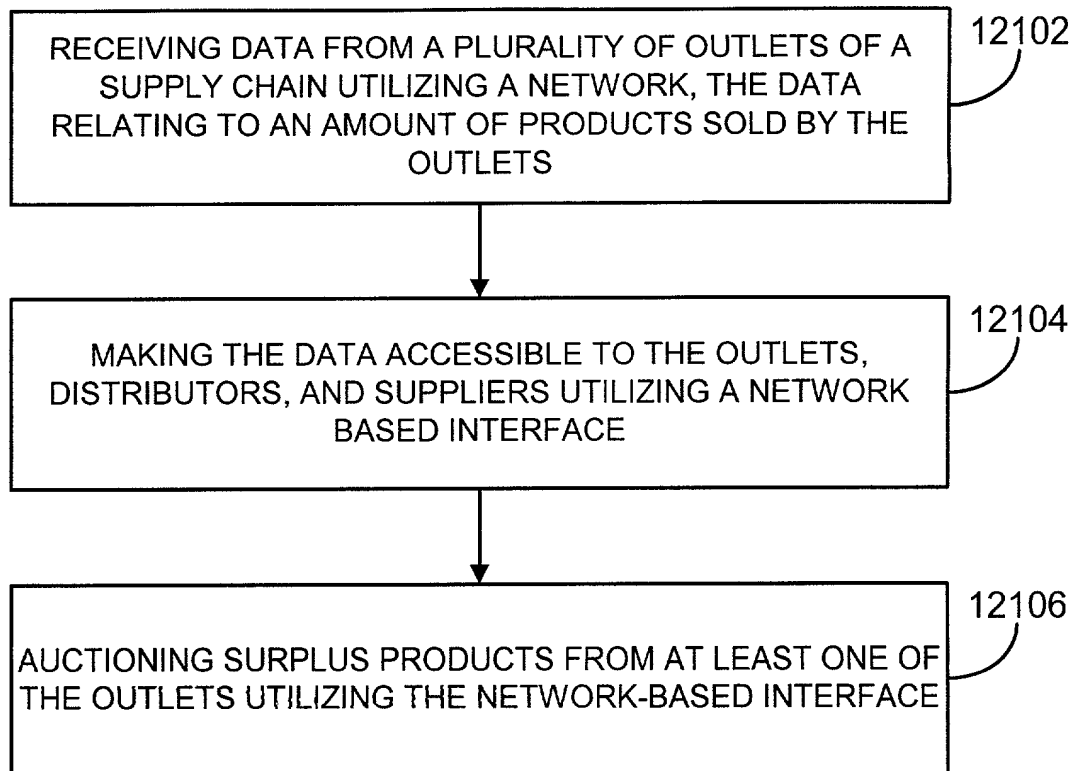 RECEIVING DATA FROM A PLURALITY OF OUTLETS OF A
SUPPLY CHAIN UTILIZING A NETWORK, THE DATA
RELATING TO AN AMOUNT OF PRODUCTS SOLD BY THE
OUTLETS
12102
MAKING THE DATA ACCESSIBLE TO THE OUTLETS,
DISTRIBUTORS, AND SUPPLIERS UTILIZING A NETWORK
BASED INTERFACE
12104
AUCTIONING SURPLUS PRODUCTS FROM AT LEAST ONE OF
THE OUTLETS UTILIZING THE NETWORK-BASED INTERFACE
12106